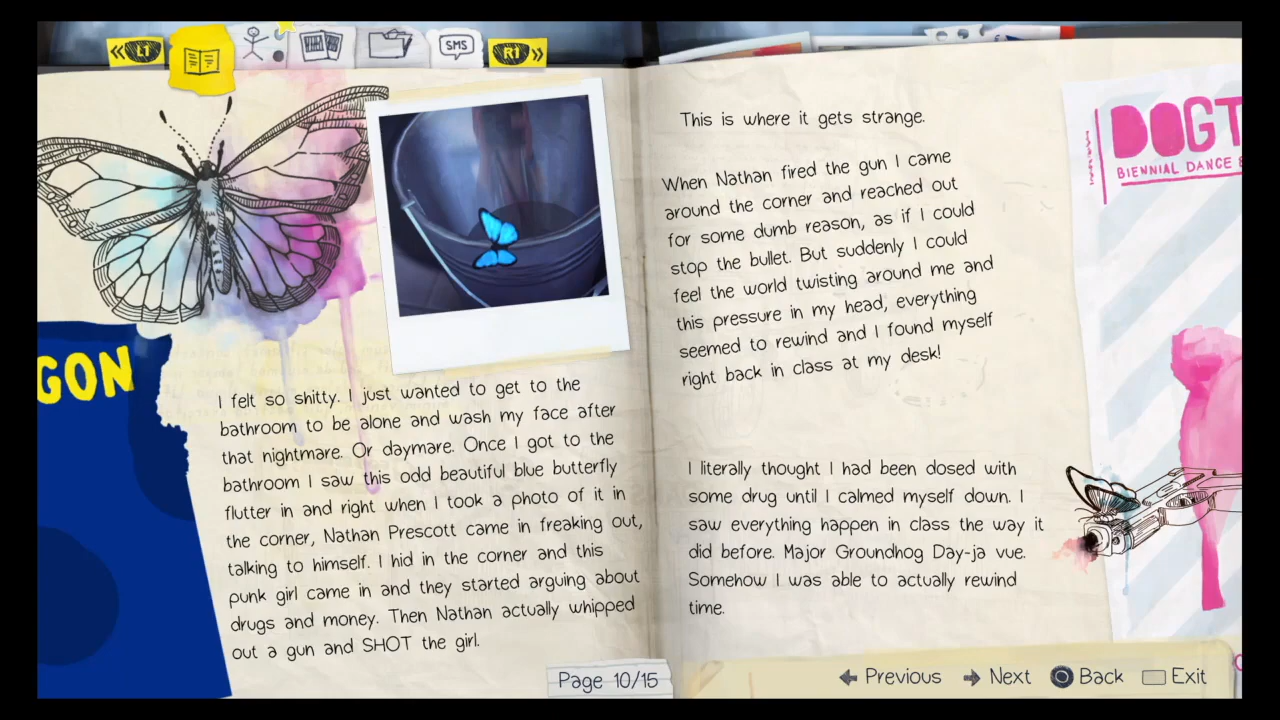 L1
SMS
R1
GON
I felt so shitty. I just wanted to get to the
bathroom to be alone and wash my face after
that nightmare. Or daymare. Once I got to the
bathroom I saw this odd beautiful blue butterfly
flutter in and right when I took a photo of it in
the corner, Nathan Prescott came in freaking out,
talking to himself. I hid in the corner and this
punk girl came in and they started arguing about
drugs and money. Then Nathan actually whipped
out a gun and SHOT the girl.
This is where it gets strange.
When Nathan fired the gun I came
around the corner and reached out
for some dumb reason, as if I could
stop the bullet. But suddenly I could
feel the world twisting around me and
this pressure in my head, everything
seemed to rewind and I found myself
right back in class at my desk!
I literally thought I had been dosed with
some drug until I calmed myself down. I
saw everything happen in class the way it
did before. Major Groundhog Day-ja vue.
Somehow I was able to actually rewind
time.
DOGT
BIENNIAL DANCE
Page 10/15
Previous
Next
Back
Exit